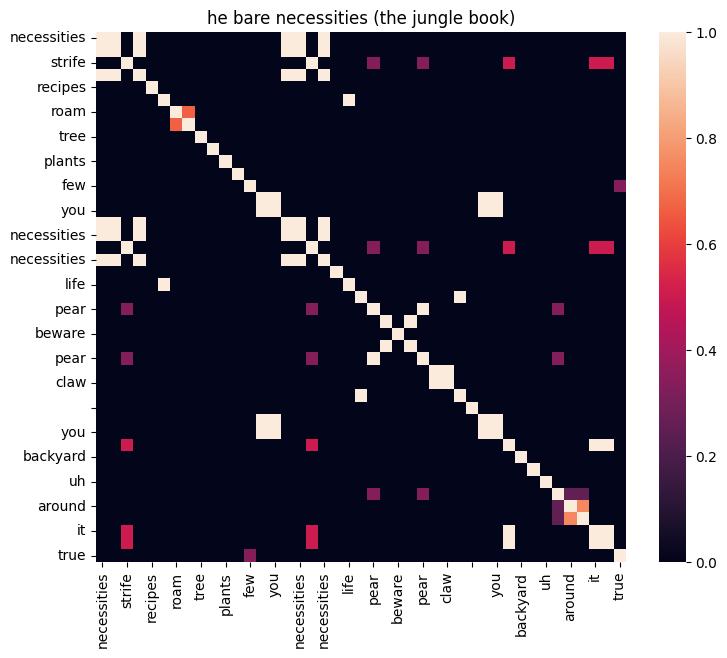 he bare necessities (the jungle book)
necessities
strife
recipes
roam
tree
plants
few
you
necessities
necessities
life
pear
beware
pear
claw
you
backyard
uh
around
it
true
necessities
strife
recipes
roam
tree
plants
few
you
necessities
necessities
life
pear
beware
pear
claw
you
backyard
uh
around
it
true
1.0
0.8
0.6
0.4
0.2
0.0